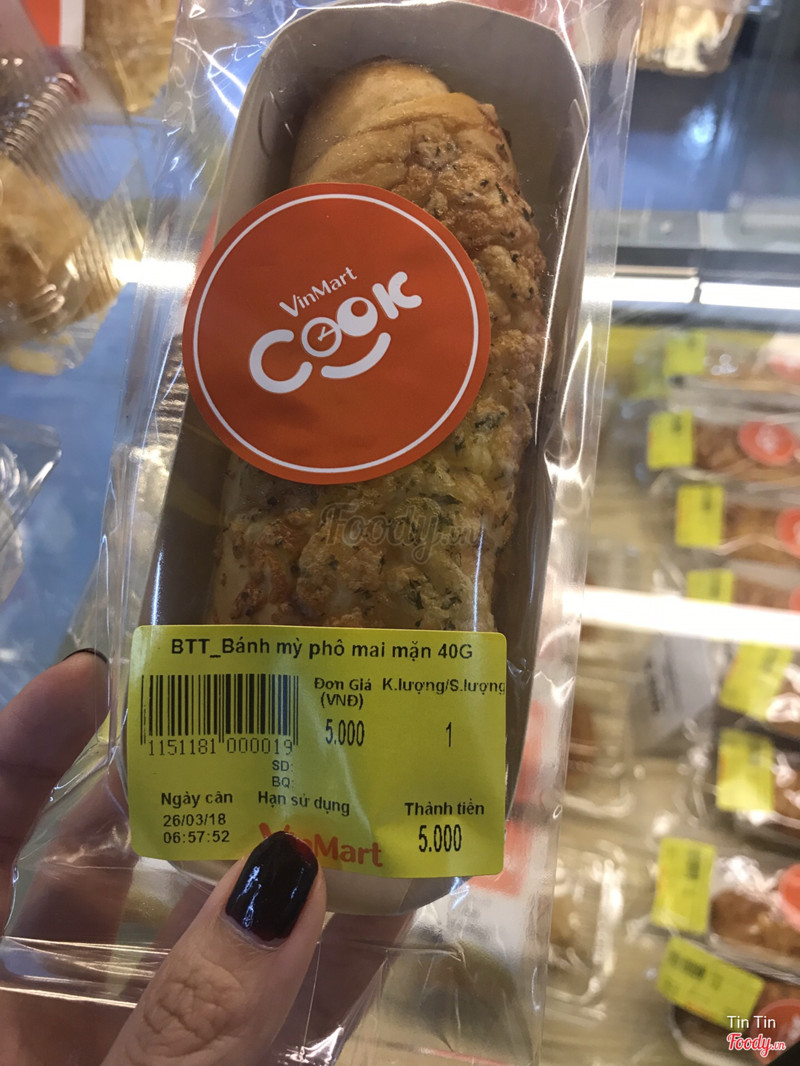 VinMart
COOK
Foody.vn
BTT_Bánh mỳ phô mai mặn 40G
Đơn Giá K.lượng/S.lượng
(VNĐ)
5.000 1
1151181 000019
SD:
BQ:
Ngày cân Hạn sử dụng Thành tiền
26/03/18
06:57:52
VinMart 5.000
Tin Tin
Foody.vn